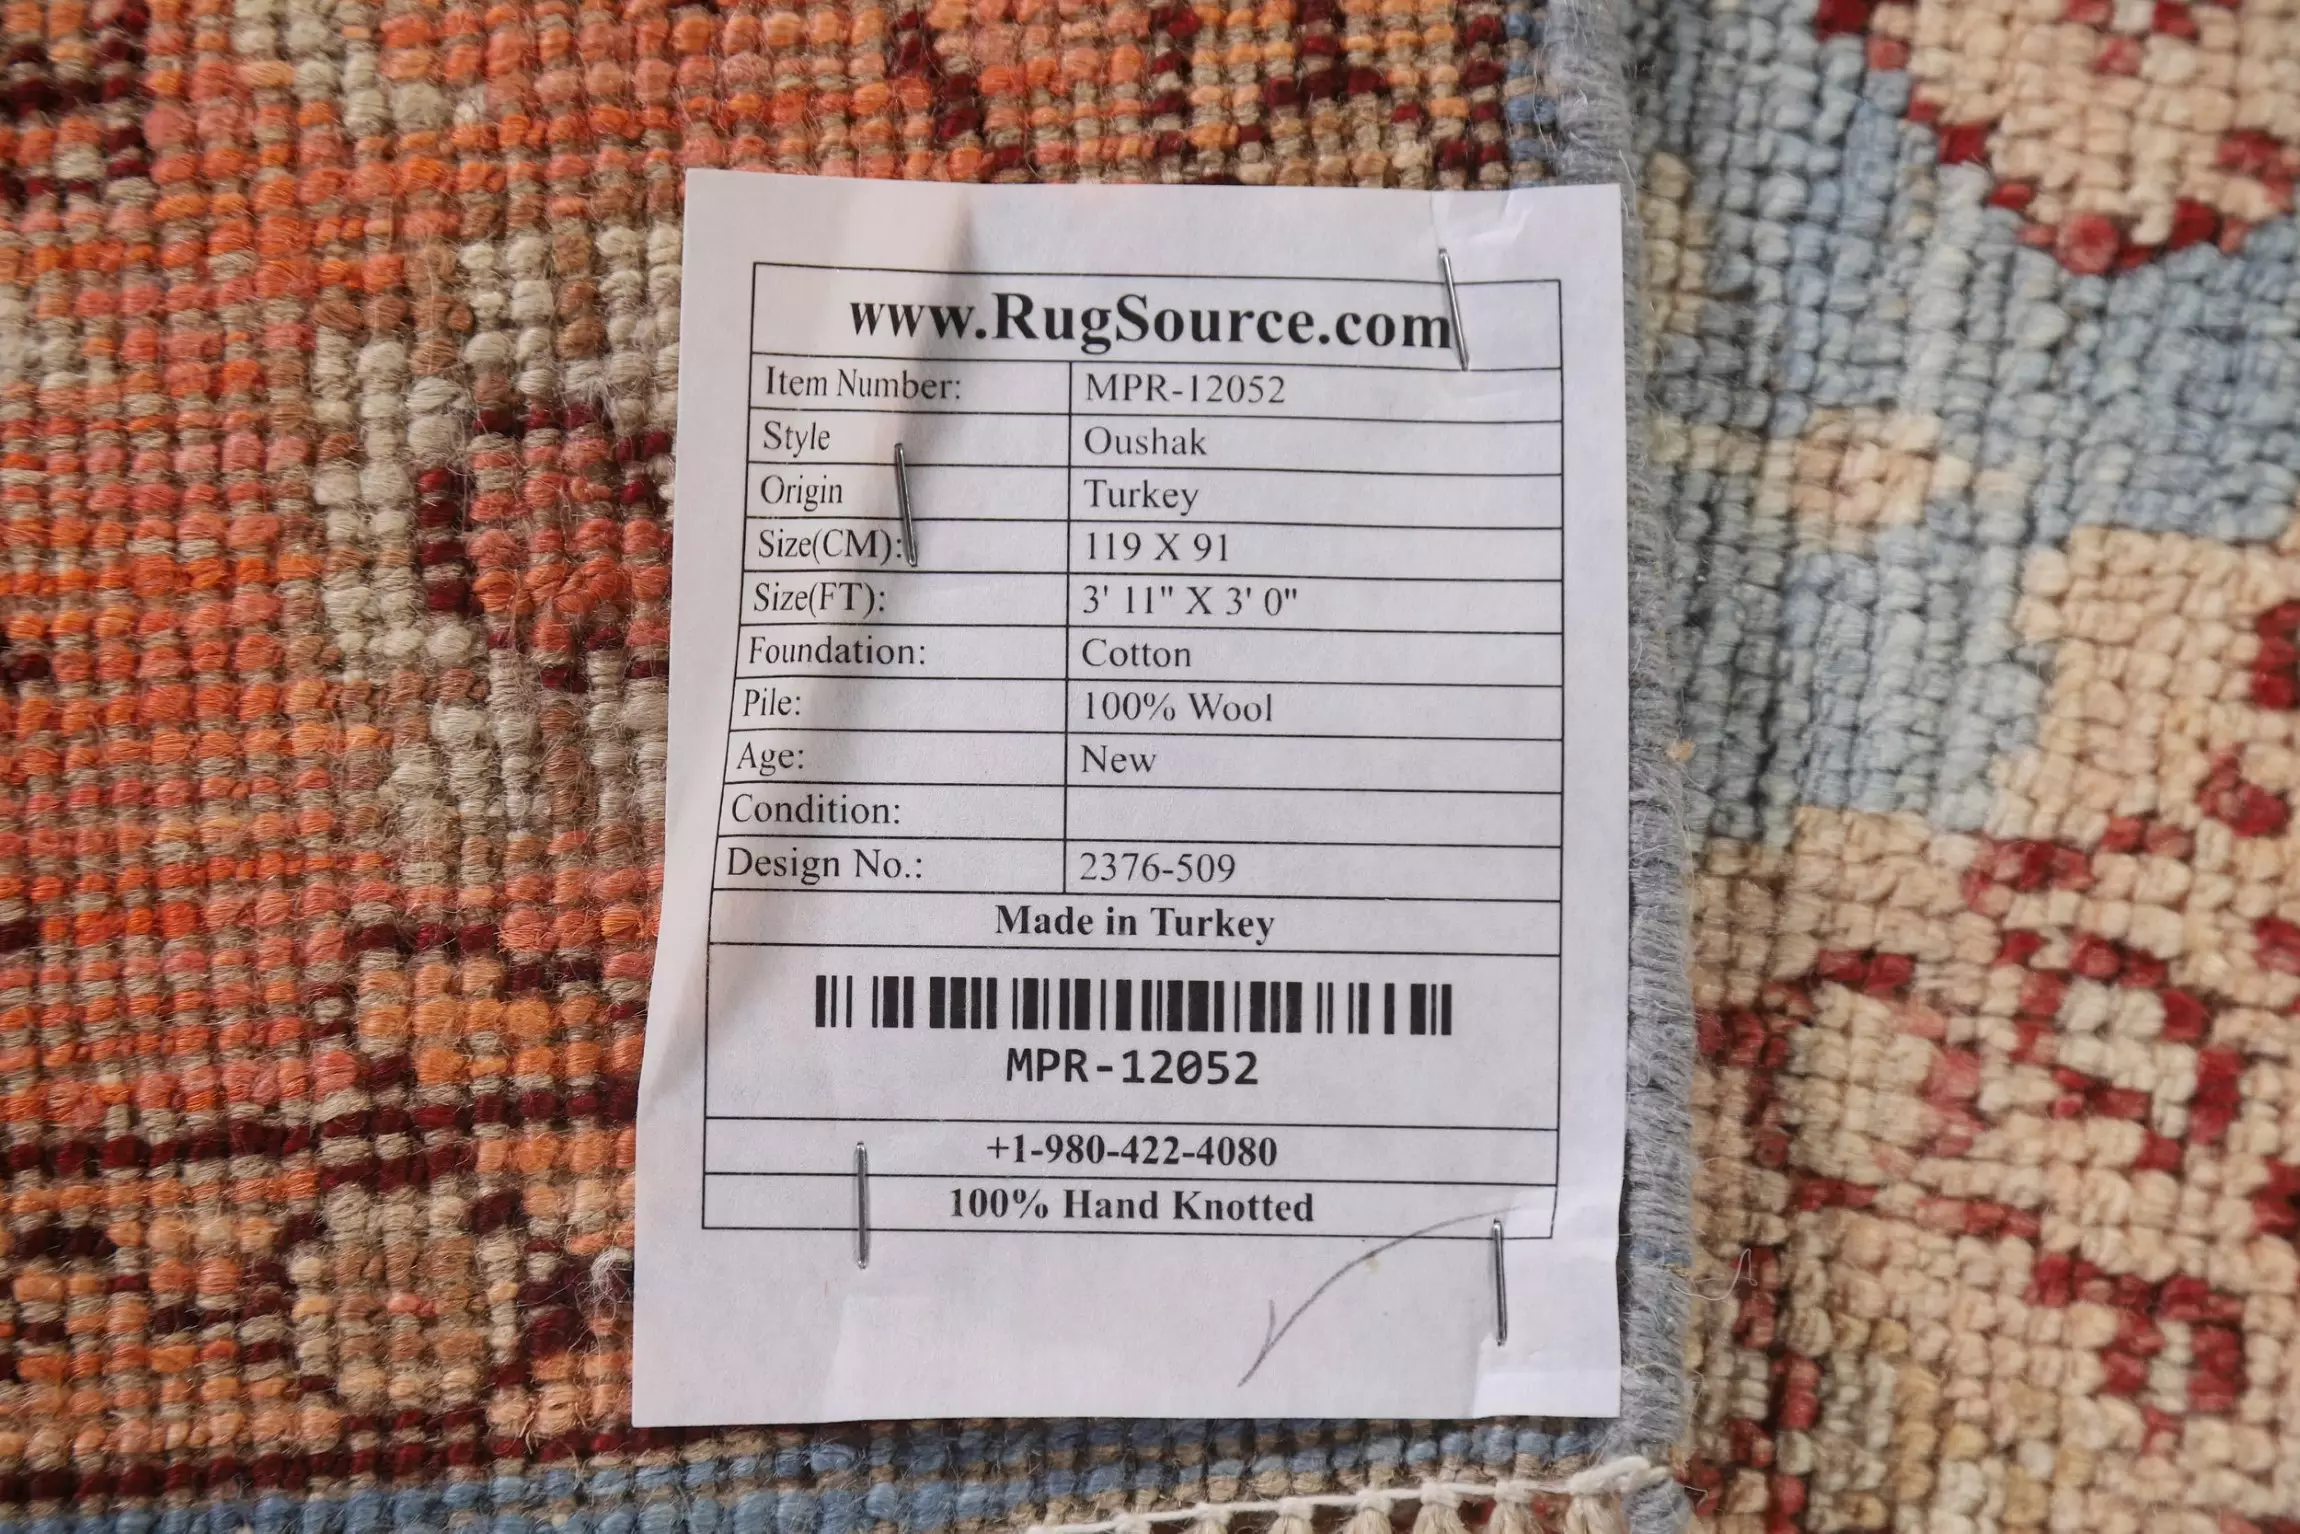 www.RugSource.com
Item Number: MPR-12052
Style Oushak
Origin Turkey
Size(CM): 119 X 91
Size(FT): 3' 11" X 3' 0"
Foundation: Cotton
Pile: 100% Wool
Age: New
Condition:
Design No.: 2376-509
Made in Turkey
MPR-12052
+1-980-422-4080
100% Hand Knotted